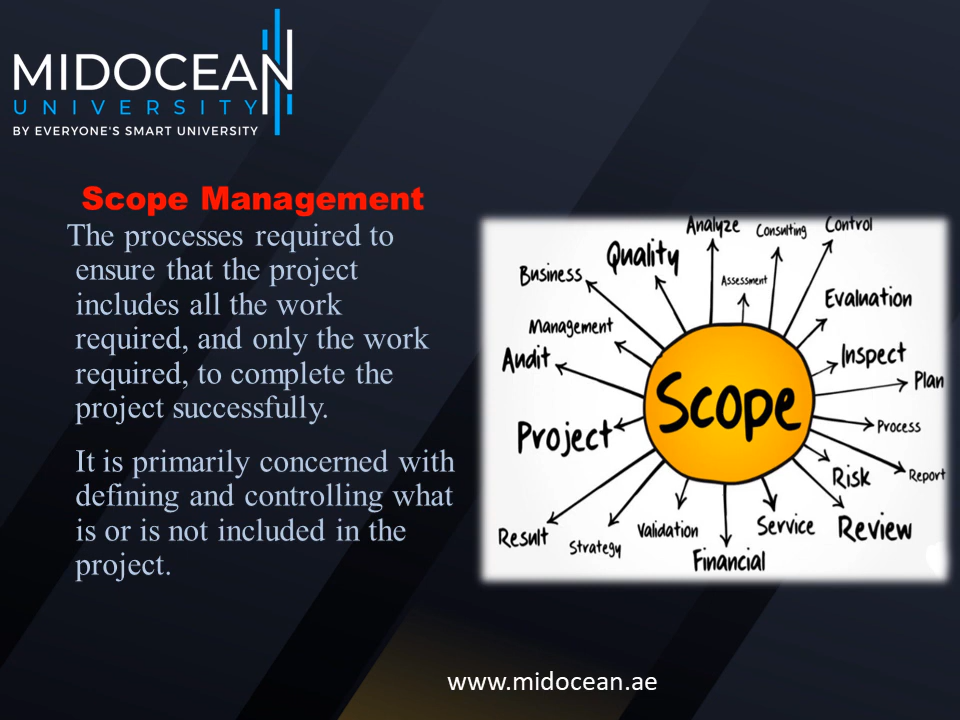 MIDOCEAN
UNIVERSITY
BY EVERYONE'S SMART UNIVERSITY
Scope Management
The processes required to
ensure that the project
includes all the work
required, and only the work
required, to complete the
project successfully.
It is primarily concerned with
defining and controlling what
is or is not included in the
project.
Analyze
Consulting
Control
Quality
Business
Assessment
Evaluation
Management
Audit
Inspect
Plan
Scope
Project
Process
Risk
Report
Result
Strategy
Validation
Service
Review
Financial
www.midocean.ae